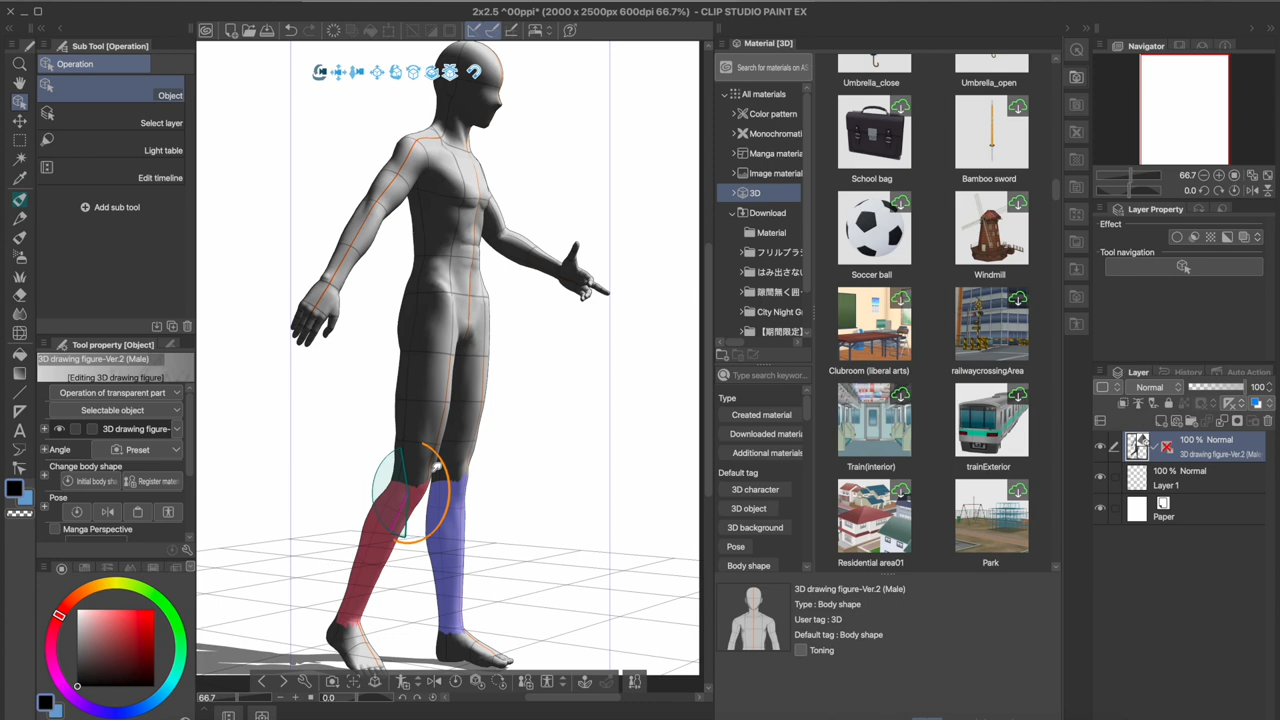 2x2.5 ^00ppi* (2000 x 2500px 600dpi 66.7%) - CLIP STUDIO PAINT EX
Sub Tool [Operation]
Operation
Object
Select layer
Light table
Edit timeline
Add sub tool
Tool property [Object]
3D drawing figure-Ver.2 (Male)
[Editing 3D drawing figure]
Operation of transparent part
Selectable object
3D drawing figure-
Angle
Preset
Change body shape
Initial body sha
Register mater
Pose
Manga Perspective
66.7
0.0
Material [3D]
Search for materials on AS
All materials
Color pattern
Monochromati
Manga materia
Image material
3D
Download
Material
フリルブラシ
はみ出さない
隙間無く囲っ
City Night G
【期間限定】
Type search keywor...
Type
Created material
Downloaded materia
Additional materials
Default tag
3D character
3D object
3D background
Pose
Body shape
Umbrella_close
Umbrella_open
School bag
Bamboo sword
Soccer ball
Windmill
Clubroom (liberal arts)
railwaycrossingArea
Train(interior)
trainExterior
Residential area01
Park
3D drawing figure-Ver.2 (Male)
Type : Body shape
User tag : 3D
Default tag : Body shape
Toning
Navigator
66.7
0.0
Layer Property
Effect
Tool navigation
Layer
History
Auto Action
Normal
100
100 % Normal
3D drawing figure-Ver.2 (Male
100 % Normal
Layer 1
Paper